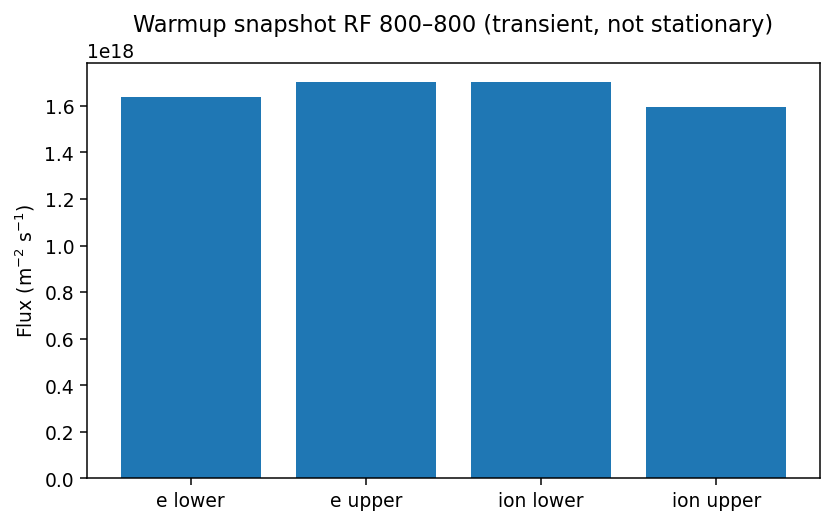 Warmup snapshot RF 800–800 (transient, not stationary)
1e18
1.6
1.4
1.2
1.0
0.8
0.6
0.4
0.2
0.0
Flux (m⁻² s⁻¹)
e lower
e upper
ion lower
ion upper